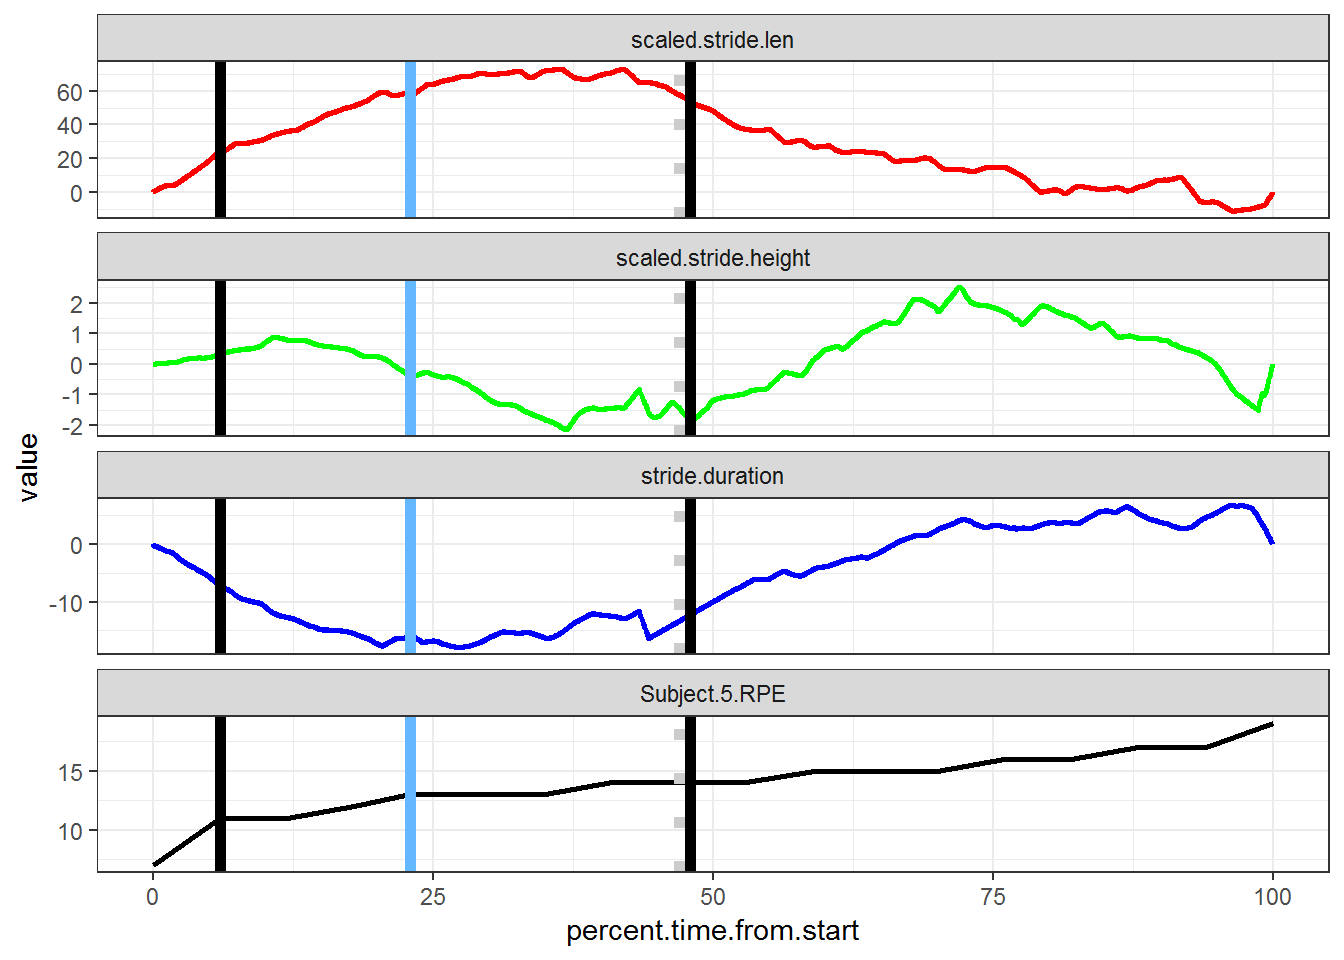 scaled.stride.len
60
40
20
0
scaled.stride.height
2
1
0
-1
-2
value
stride.duration
0
-10
Subject.5.RPE
15
10
0 25 50 75 100
percent.time.from.start